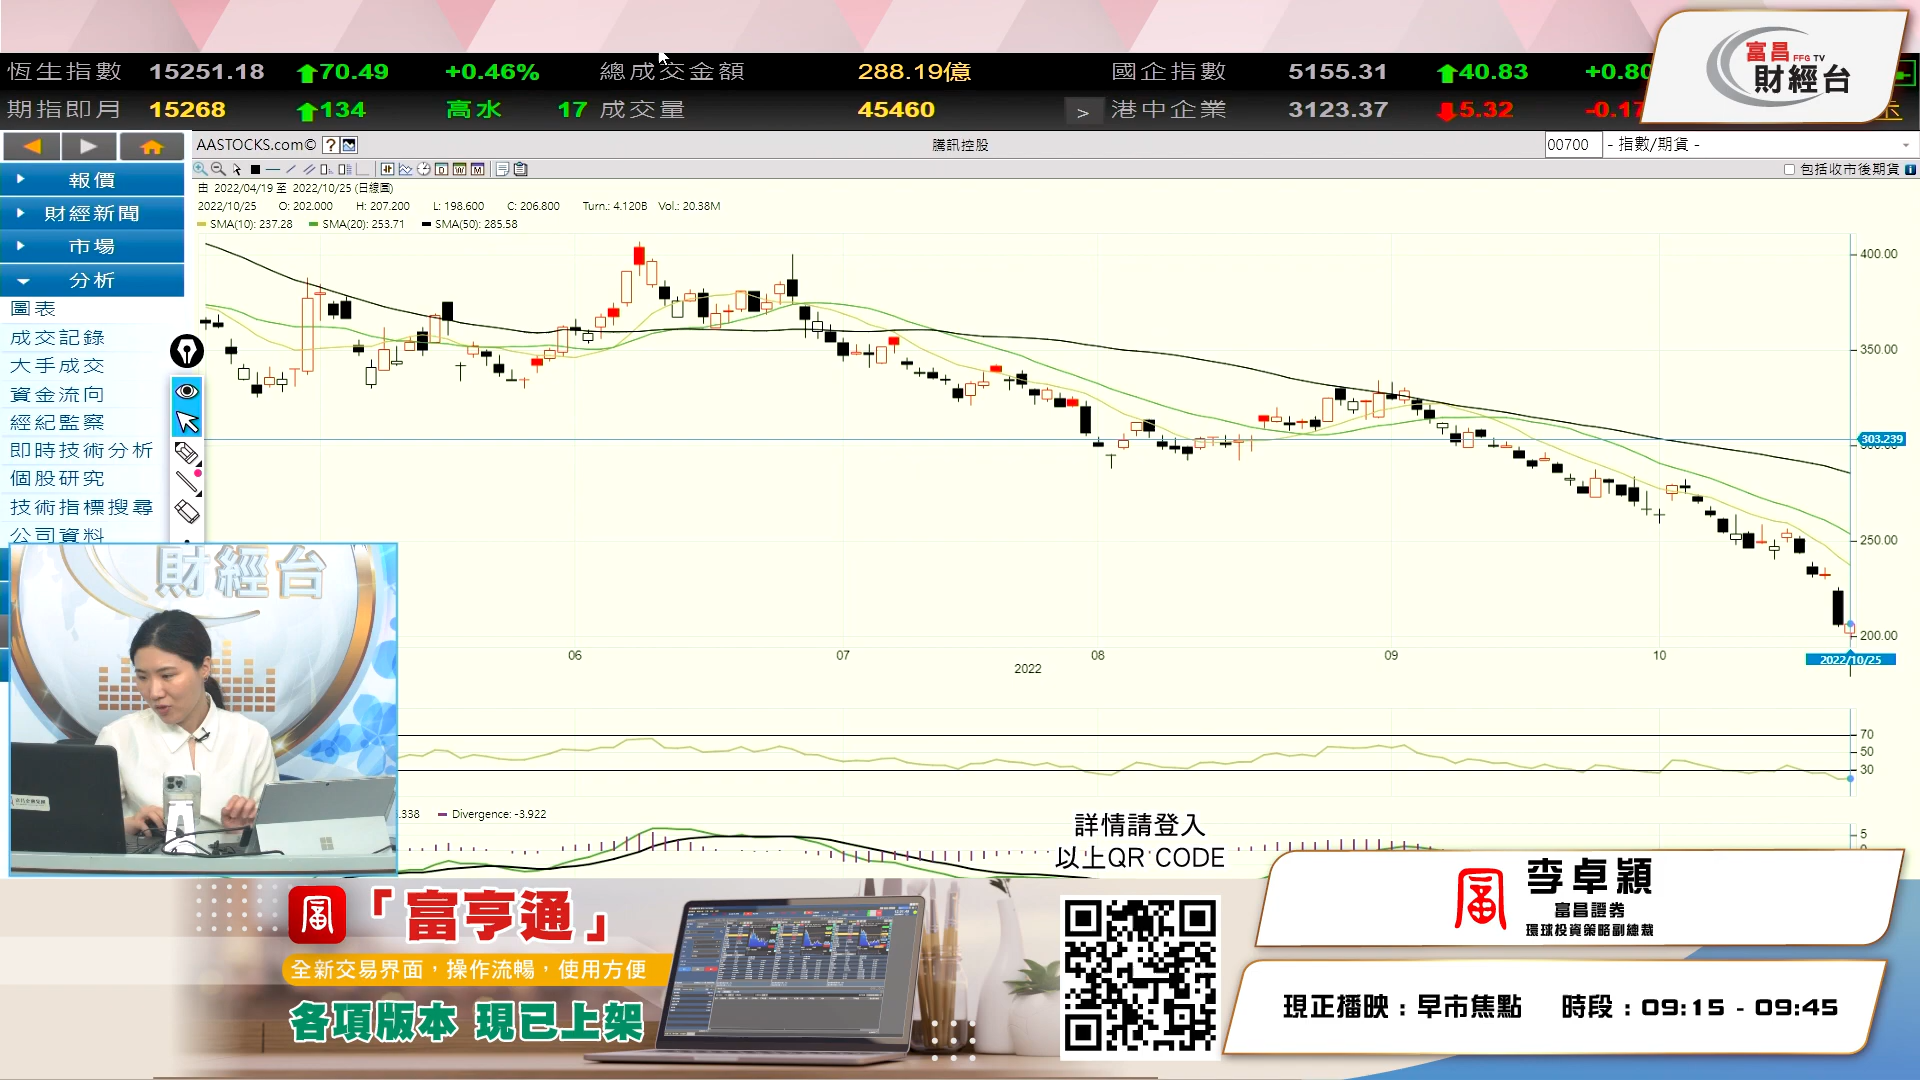 恆生指數 15251.18 70.49 +0.46% 總成交金額 288.19億 國企指數 5155.31 40.83 +0.80
期指即月 15268 134 高水 17 成交量 45460 > 港中企業 3123.37 5.32 -0.17
富昌 FFG TV
財經台
AASTOCKS.com© ? 騰訊控股 00700 - 指數/期貨 -
包括收市後期貨
報價
財經新聞
市場
分析
圖表
成交記錄
大手成交
資金流向
經紀監察
即時技術分析
個股研究
技術指標搜尋
公司資料
由 2022/04/19 至 2022/10/25 (日線圖)
2022/10/25 O: 202.000 H: 207.200 L: 198.600 C: 206.800 Turn.: 4.120B Vol.: 20.38M
SMA(10): 237.28 SMA(20): 253.71 SMA(50): 285.58
400.00
350.00
303.239
250.00
200.00
06 07 08 09 10
2022
2022/10/25
70
50
30
.338 Divergence: -3.922
5
財經台
詳情請登入
以上QR CODE
「富亨通」
全新交易界面，操作流暢，使用方便
各項版本 現已上架
李卓穎
富昌證券
環球投資策略副總裁
現正播映：早市焦點 時段：09:15 - 09:45